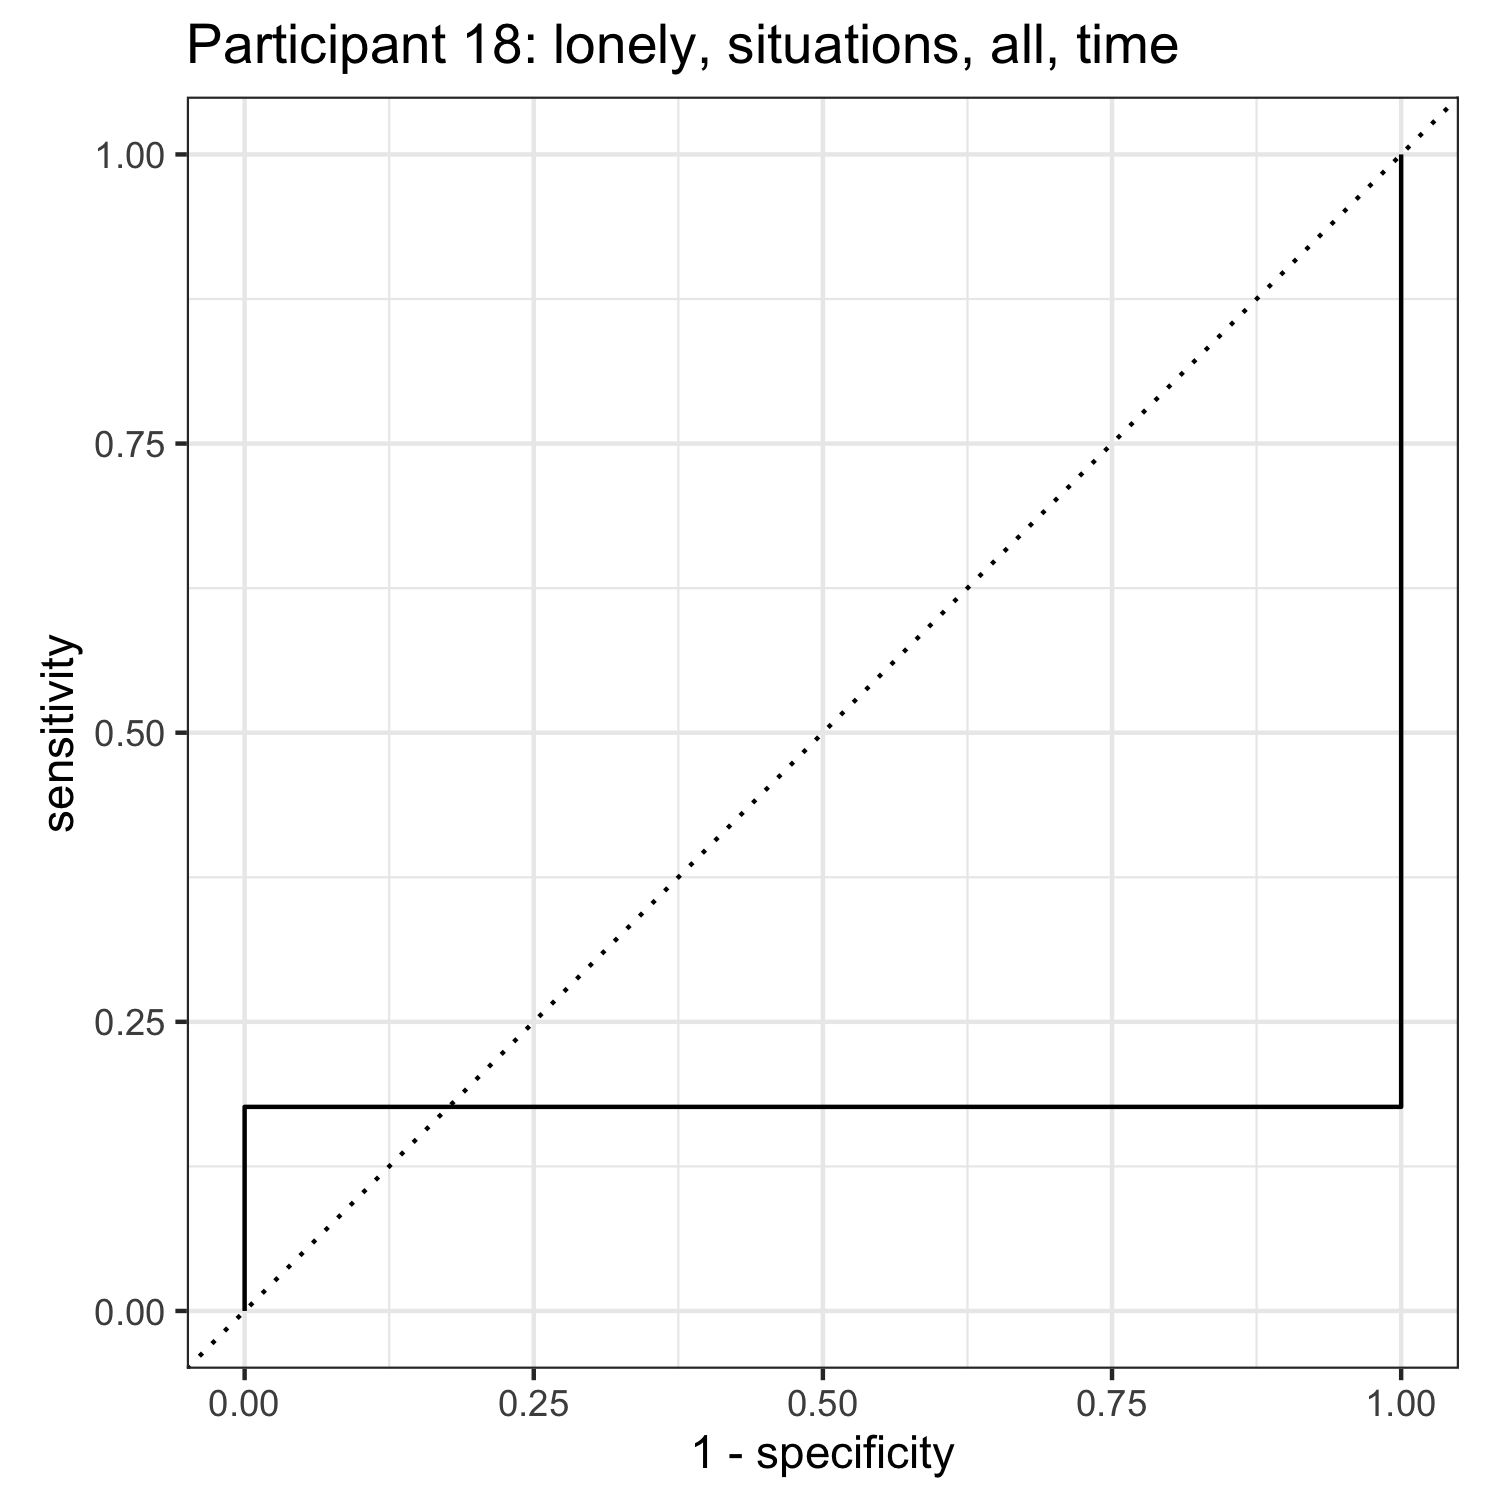 Participant 18: lonely, situations, all, time
1.00
0.75
0.50
0.25
0.00
sensitivity
0.00 0.25 0.50 0.75 1.00
1 - specificity